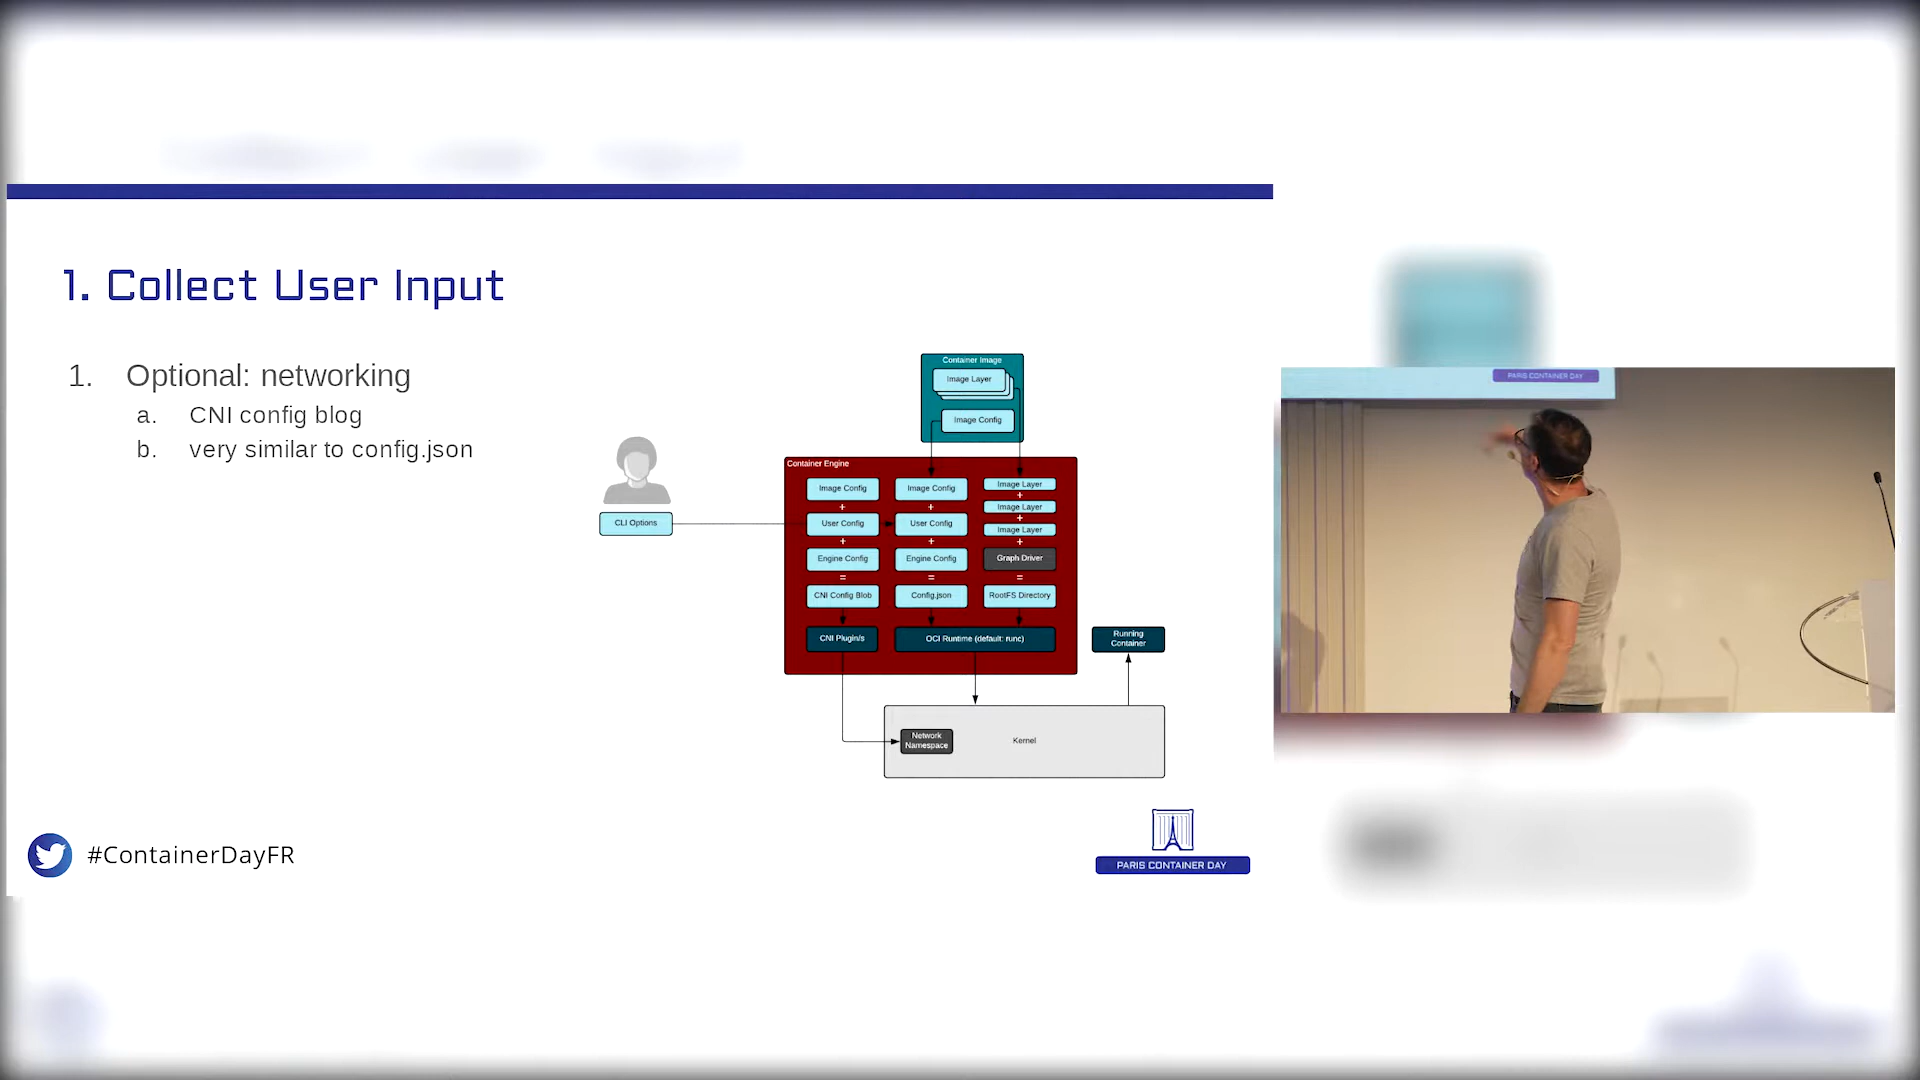 1. Collect User Input
1. Optional: networking
a. CNI config blog
b. very similar to config.json
CLI Options
Container Image
Image Layer
Image Config
Container Engine
Image Config
+
User Config
+
Engine Config
=
CNI Config Blob
CNI Plugin/s
Image Config
+
User Config
+
Engine Config
=
Config.json
Image Layer
+
Image Layer
+
Image Layer
+
Graph Driver
=
RootFS Directory
OCI Runtime (default: runc)
Running
Container
Network
Namespace
Kernel
#ContainerDayFR
PARIS CONTAINER DAY
PARIS CONTAINER DAY